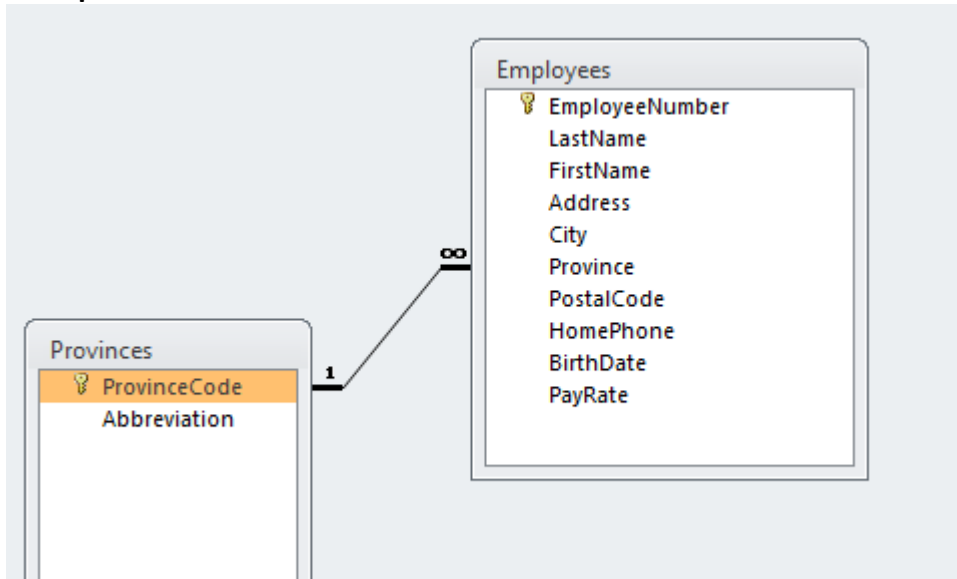 Employees
EmployeeNumber
LastName
FirstName
Address
City
Province
PostalCode
HomePhone
BirthDate
PayRate
∞
1
Provinces
ProvinceCode
Abbreviation